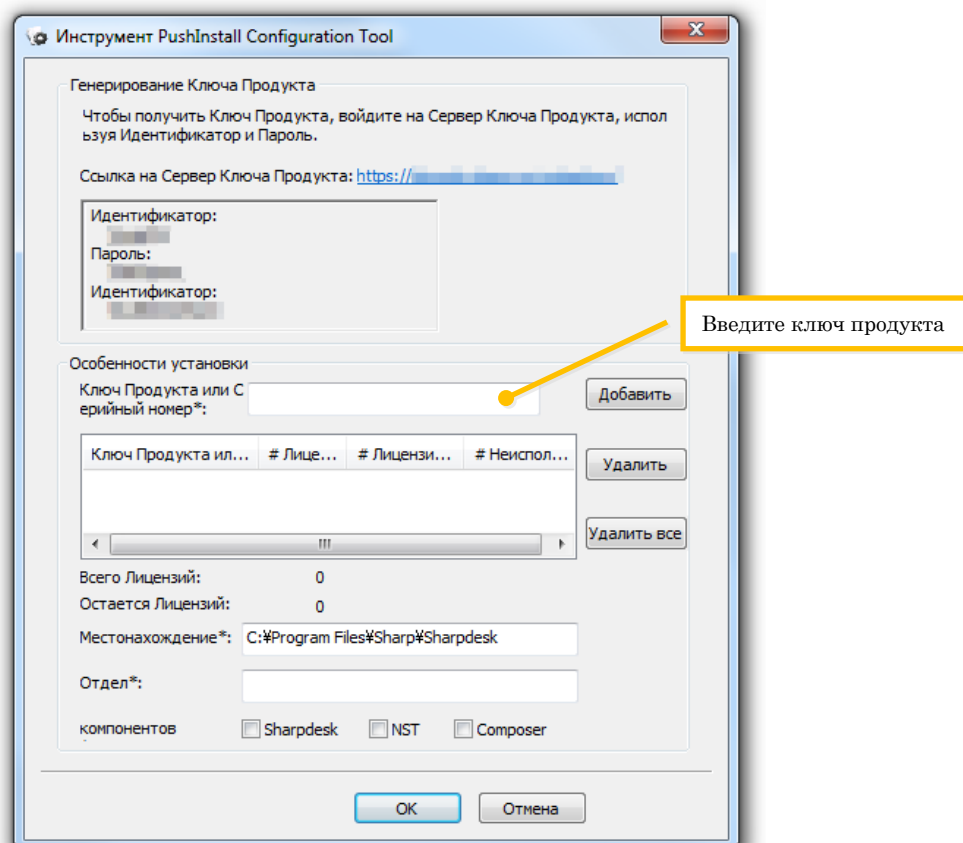 Инструмент PushInstall Configuration Tool
Генерирование Ключа Продукта
Чтобы получить Ключ Продукта, войдите на Сервер Ключа Продукта, испол
ьзуя Идентификатор и Пароль.
Ссылка на Сервер Ключа Продукта: https://
Идентификатор:
Пароль:
Идентификатор:
Введите ключ продукта
Особенности установки
Ключ Продукта или С
ерийный номер*:
Добавить
Ключ Продукта ил... # Лице... # Лицензи... # Неиспол...
Удалить
Удалить все
Всего Лицензий: 0
Остается Лицензий: 0
Местонахождение*: C:¥Program Files¥Sharp¥Sharpdesk
Отдел*:
компонентов Sharpdesk NST Composer
OK Отмена